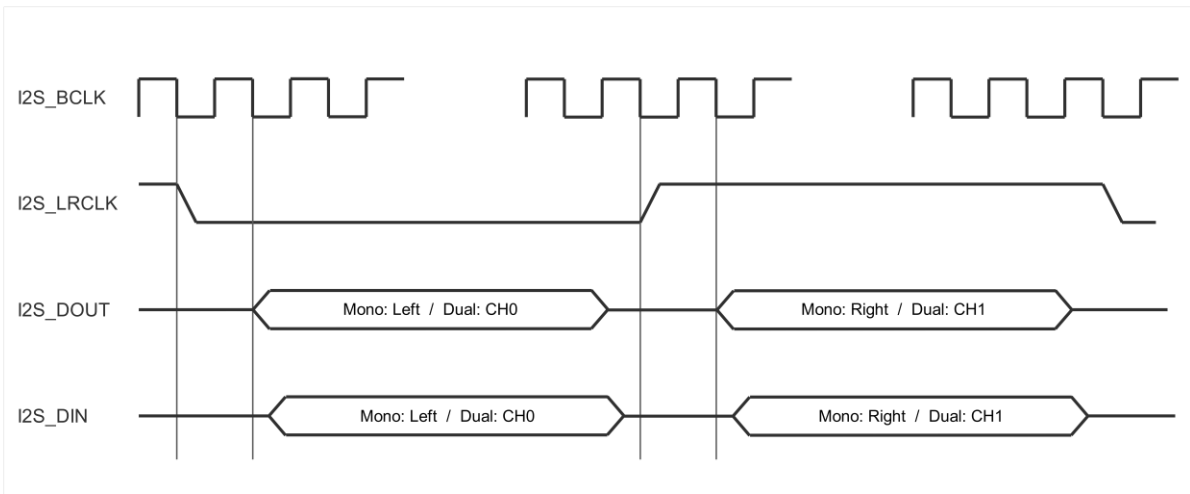 I2S_BCLK
I2S_LRCLK
I2S_DOUT
Mono: Left / Dual: CH0
Mono: Right / Dual: CH1
I2S_DIN
Mono: Left / Dual: CH0
Mono: Right / Dual: CH1